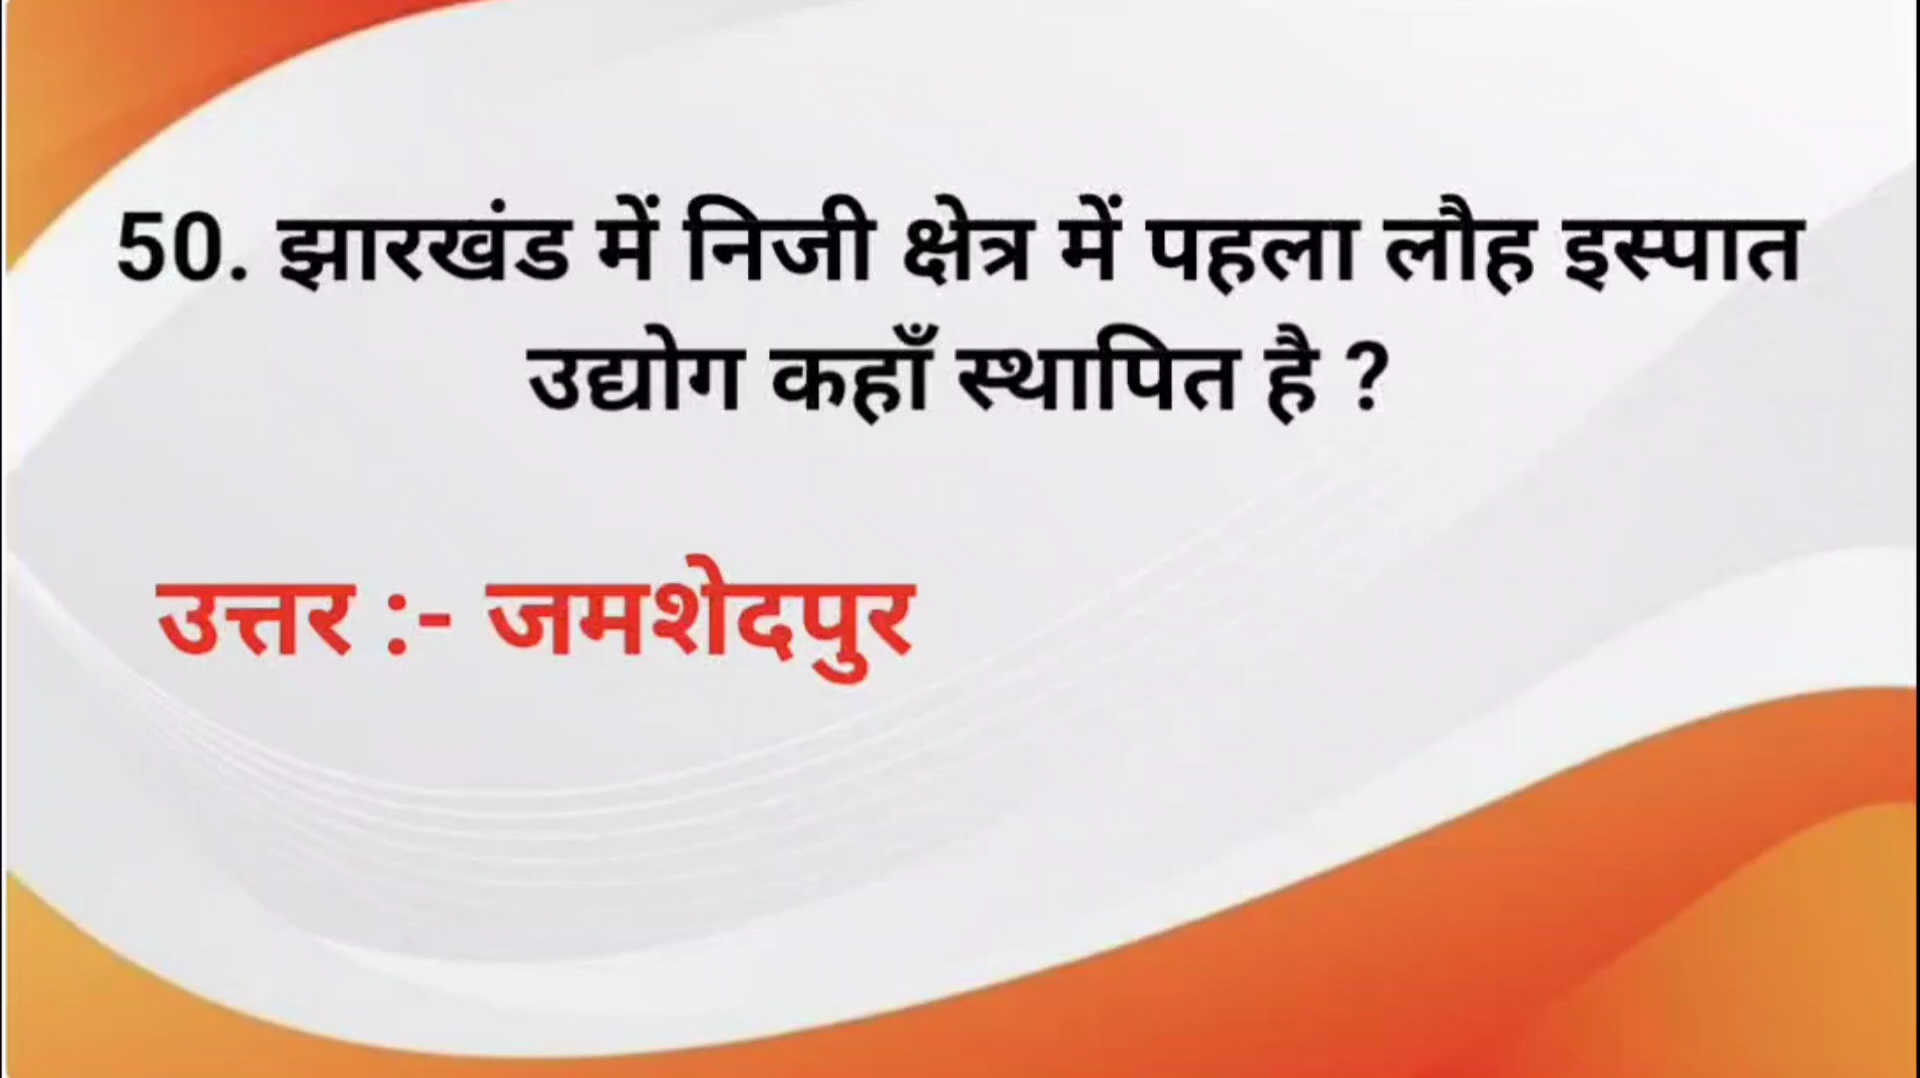 50. झारखंड में निजी क्षेत्र में पहला लौह इस्पात
उद्योग कहाँ स्थापित है ?
उत्तर :- जमशेदपुर